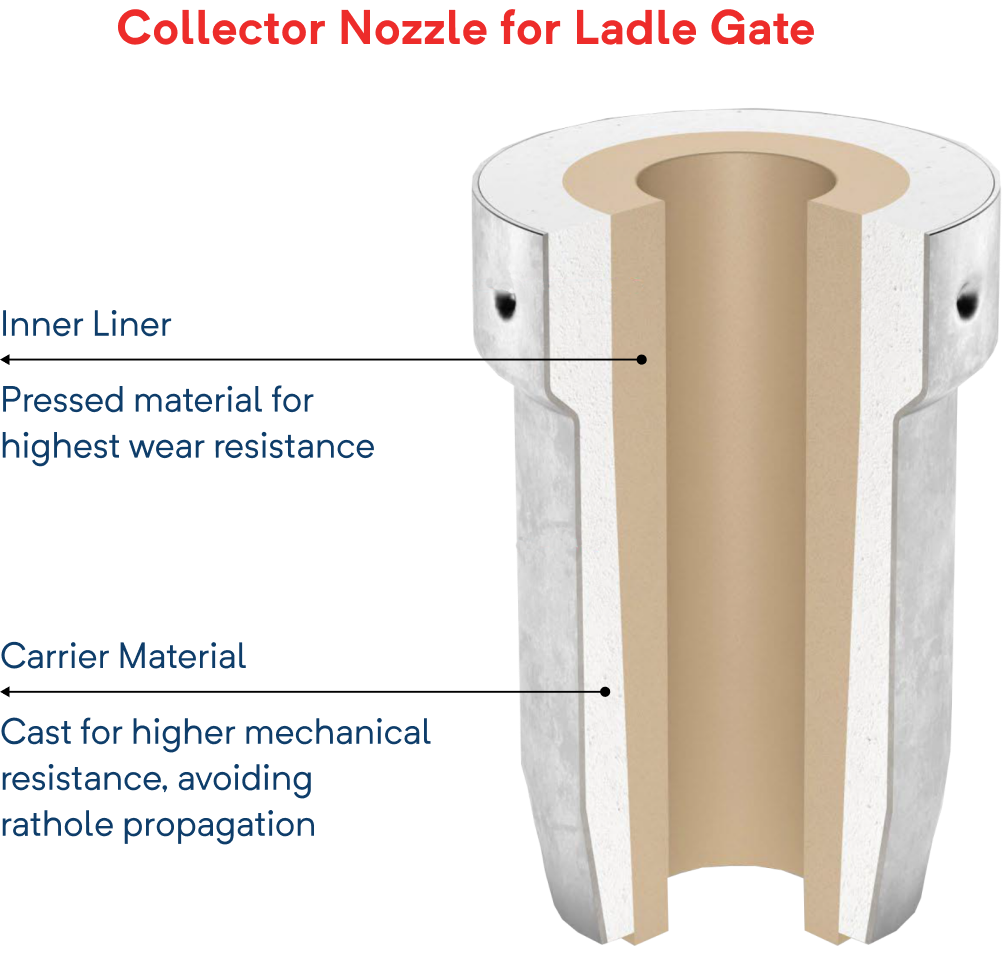 Collector Nozzle for Ladle Gate
Inner Liner
Pressed material for
highest wear resistance
Carrier Material
Cast for higher mechanical
resistance, avoiding
rathole propagation